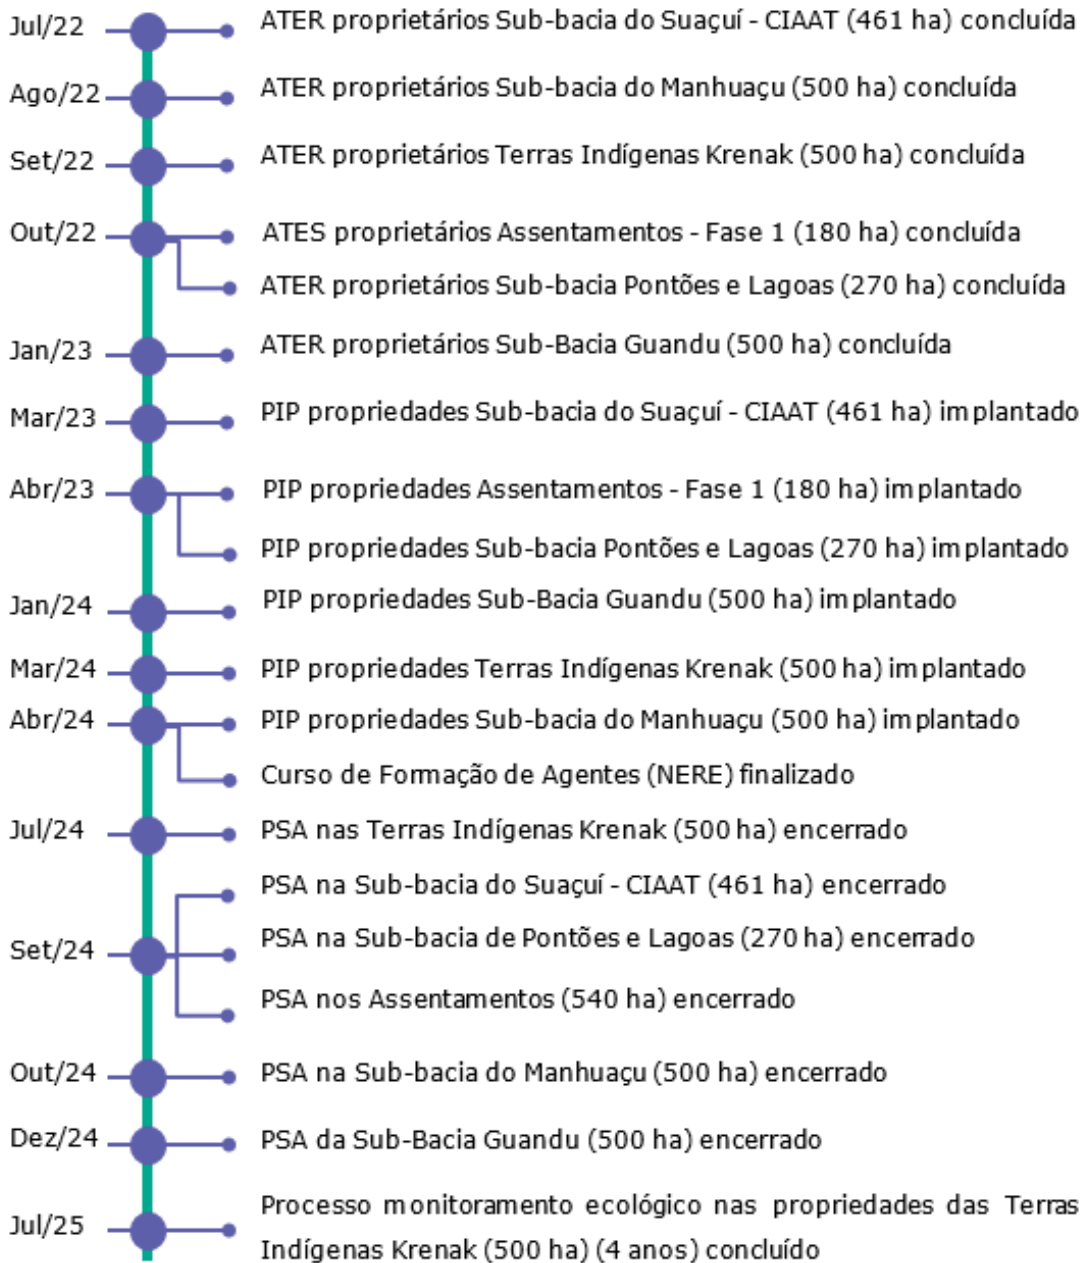 Jul/22 ATER proprietários Sub-bacia do Suaçuí - CIAAT (461 ha) concluída
Ago/22 ATER proprietários Sub-bacia do Manhuaçu (500 ha) concluída
Set/22 ATER proprietários Terras Indígenas Krenak (500 ha) concluída
Out/22 ATES proprietários Assentamentos - Fase 1 (180 ha) concluída
ATER proprietários Sub-bacia Pontões e Lagoas (270 ha) concluída
Jan/23 ATER proprietários Sub-Bacia Guandu (500 ha) concluída
Mar/23 PIP propriedades Sub-bacia do Suaçuí - CIAAT (461 ha) implantado
Abr/23 PIP propriedades Assentamentos - Fase 1 (180 ha) implantado
PIP propriedades Sub-bacia Pontões e Lagoas (270 ha) implantado
Jan/24 PIP propriedades Sub-Bacia Guandu (500 ha) implantado
Mar/24 PIP propriedades Terras Indígenas Krenak (500 ha) implantado
Abr/24 PIP propriedades Sub-bacia do Manhuaçu (500 ha) implantado
Curso de Formação de Agentes (NERE) finalizado
Jul/24 PSA nas Terras Indígenas Krenak (500 ha) encerrado
PSA na Sub-bacia do Suaçuí - CIAAT (461 ha) encerrado
Set/24 PSA na Sub-bacia de Pontões e Lagoas (270 ha) encerrado
PSA nos Assentamentos (540 ha) encerrado
Out/24 PSA na Sub-bacia do Manhuaçu (500 ha) encerrado
Dez/24 PSA da Sub-Bacia Guandu (500 ha) encerrado
Jul/25 Processo monitoramento ecológico nas propriedades das Terras
Indígenas Krenak (500 ha) (4 anos) concluído